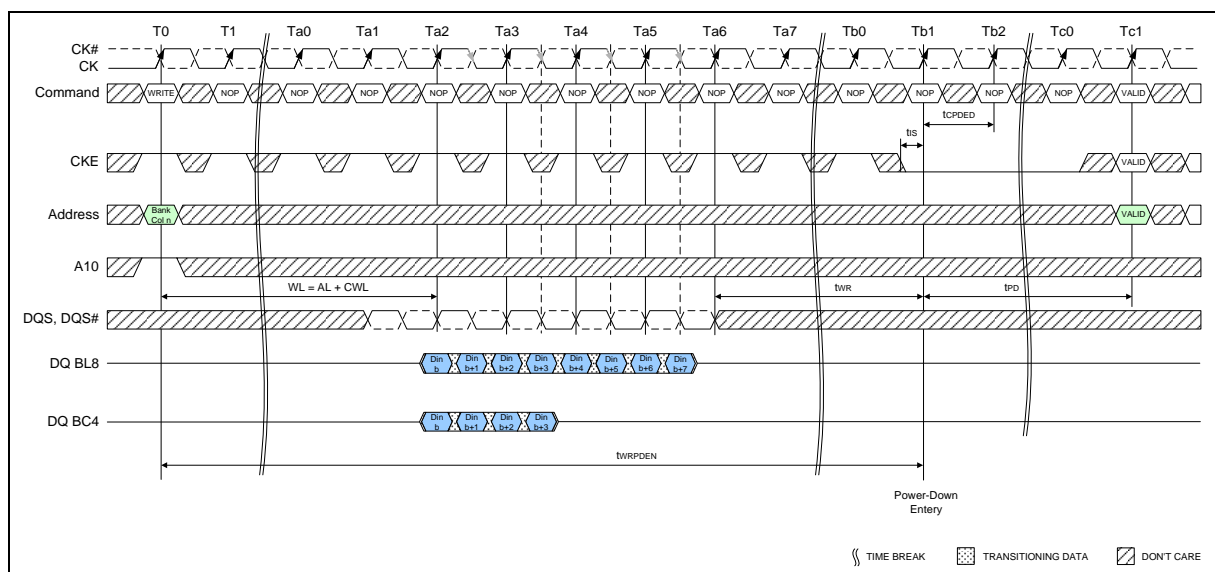 T0 T1 Ta0 Ta1 Ta2 Ta3 Ta4 Ta5 Ta6 Ta7 Tb0 Tb1 Tb2 Tc0 Tc1
CK#
CK
Command WRITE NOP NOP NOP NOP NOP NOP NOP NOP NOP NOP NOP NOP NOP VALID
tCPDED
tIS
CKE VALID
Address Bank Col n VALID
A10
WL = AL + CWL tWR tPD
DQS, DQS#
DQ BL8 Din b Din b+1 Din b+2 Din b+3 Din b+4 Din b+5 Din b+6 Din b+7
DQ BC4 Din b Din b+1 Din b+2 Din b+3
tWRPDEN
Power-Down
Entery
TIME BREAK TRANSITIONING DATA DON'T CARE